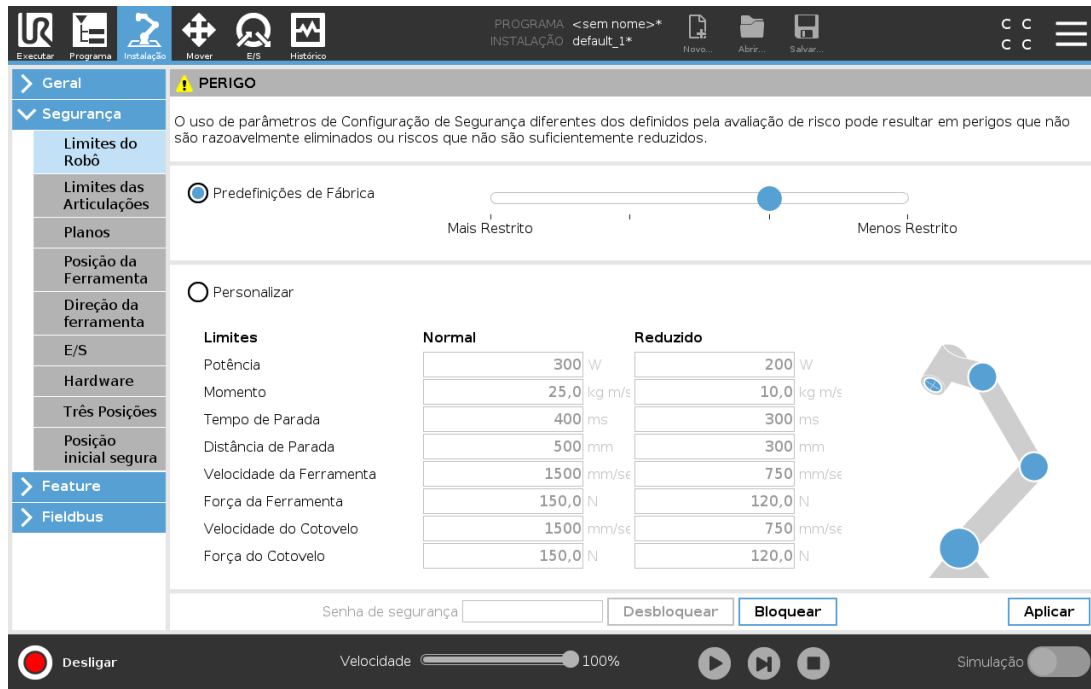 UR
PROGRAMA <sem nome>*
INSTALAÇÃO default_1*
Executar Programa Instalação Mover E/S Histórico Novo... Abrir... Salvar...
C C
C C
Geral
Segurança
Limites do
Robô
Limites das
Articulações
Planos
Posição da
Ferramenta
Direção da
ferramenta
E/S
Hardware
Três Posições
Posição
inicial segura
Feature
Fieldbus
PERIGO
O uso de parâmetros de Configuração de Segurança diferentes dos definidos pela avaliação de risco pode resultar em perigos que não
são razoavelmente eliminados ou riscos que não são suficientemente reduzidos.
Predefinições de Fábrica
Mais Restrito Menos Restrito
Personalizar
Limites Normal Reduzido
Potência 300 W 200 W
Momento 25,0 kg m/s 10,0 kg m/s
Tempo de Parada 400 ms 300 ms
Distância de Parada 500 mm 300 mm
Velocidade da Ferramenta 1500 mm/se 750 mm/se
Força da Ferramenta 150,0 N 120,0 N
Velocidade do Cotovelo 1500 mm/se 750 mm/se
Força do Cotovelo 150,0 N 120,0 N
Senha de segurança Desbloquear Bloquear Aplicar
Desligar Velocidade 100% Simulação